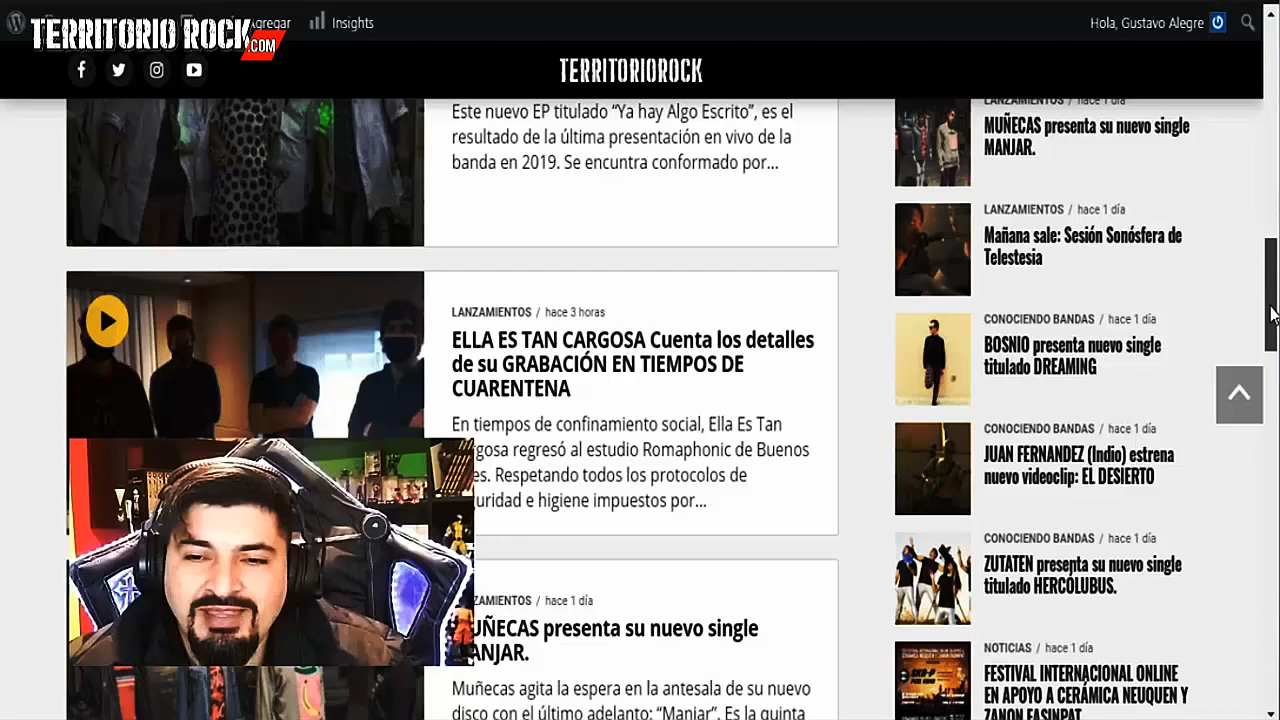 Agregar
Insights
Hola, Gustavo Alegre
TERRITORIO ROCK
.COM
TERRITORIOROCK
Este nuevo EP titulado “Ya hay Algo Escrito”, es el
resultado de la última presentación en vivo de la
banda en 2019. Se encuntra conformado por...
LANZAMIENTOS / hace 3 horas
ELLA ES TAN CARGOSA Cuenta los detalles
de su GRABACIÓN EN TIEMPOS DE
CUARENTENA
En tiempos de confinamiento social, Ella Es Tan
gosa regresó al estudio Romaphonic de Buenos
es. Respetando todos los protocolos de
uridad e higiene impuestos por...
ZAMIENTOS / hace 1 día
MUÑECAS presenta su nuevo single
MANJAR.
Muñecas agita la espera en la antesala de su nuevo
disco con el último adelanto: “Manjar”. Es la quinta
LANZAMIENTOS / hace 1 día
MUÑECAS presenta su nuevo single
MANJAR.
LANZAMIENTOS / hace 1 día
Mañana sale: Sesión Sonósfera de
Telestesia
CONOCIENDO BANDAS / hace 1 día
BOSNIO presenta nuevo single
titulado DREAMING
CONOCIENDO BANDAS / hace 1 día
JUAN FERNANDEZ (Indio) estrena
nuevo videoclip: EL DESIERTO
CONOCIENDO BANDAS / hace 1 día
ZUTATEN presenta su nuevo single
titulado HERCÓLUBUS.
NOTICIAS / hace 1 día
FESTIVAL INTERNACIONAL ONLINE
EN APOYO A CERÁMICA NEUQUEN Y
ZANON FASINPAT